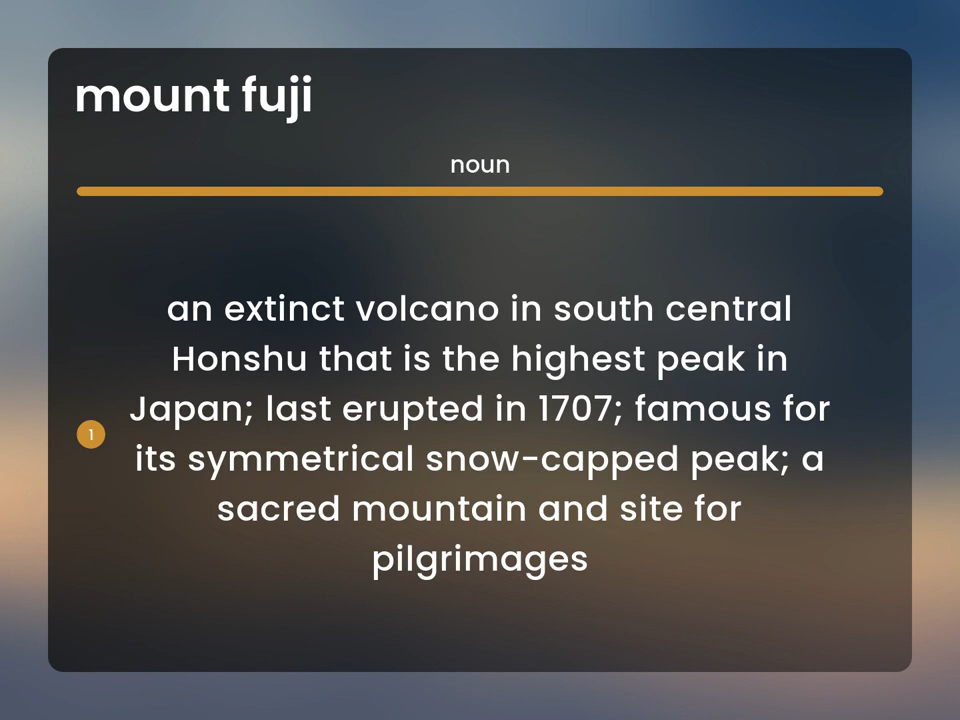 mount fuji
noun
an extinct volcano in south central
Honshu that is the highest peak in
Japan; last erupted in 1707; famous for
1
its symmetrical snow-capped peak; a
sacred mountain and site for
pilgrimages